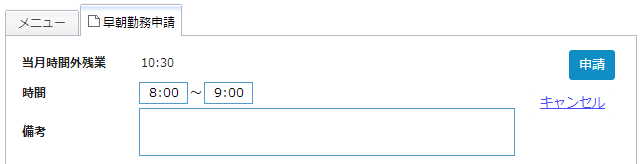 メニュー 早朝勤務申請
当月時間外残業 10:30 申請
時間 8:00 ～ 9:00 キャンセル
備考